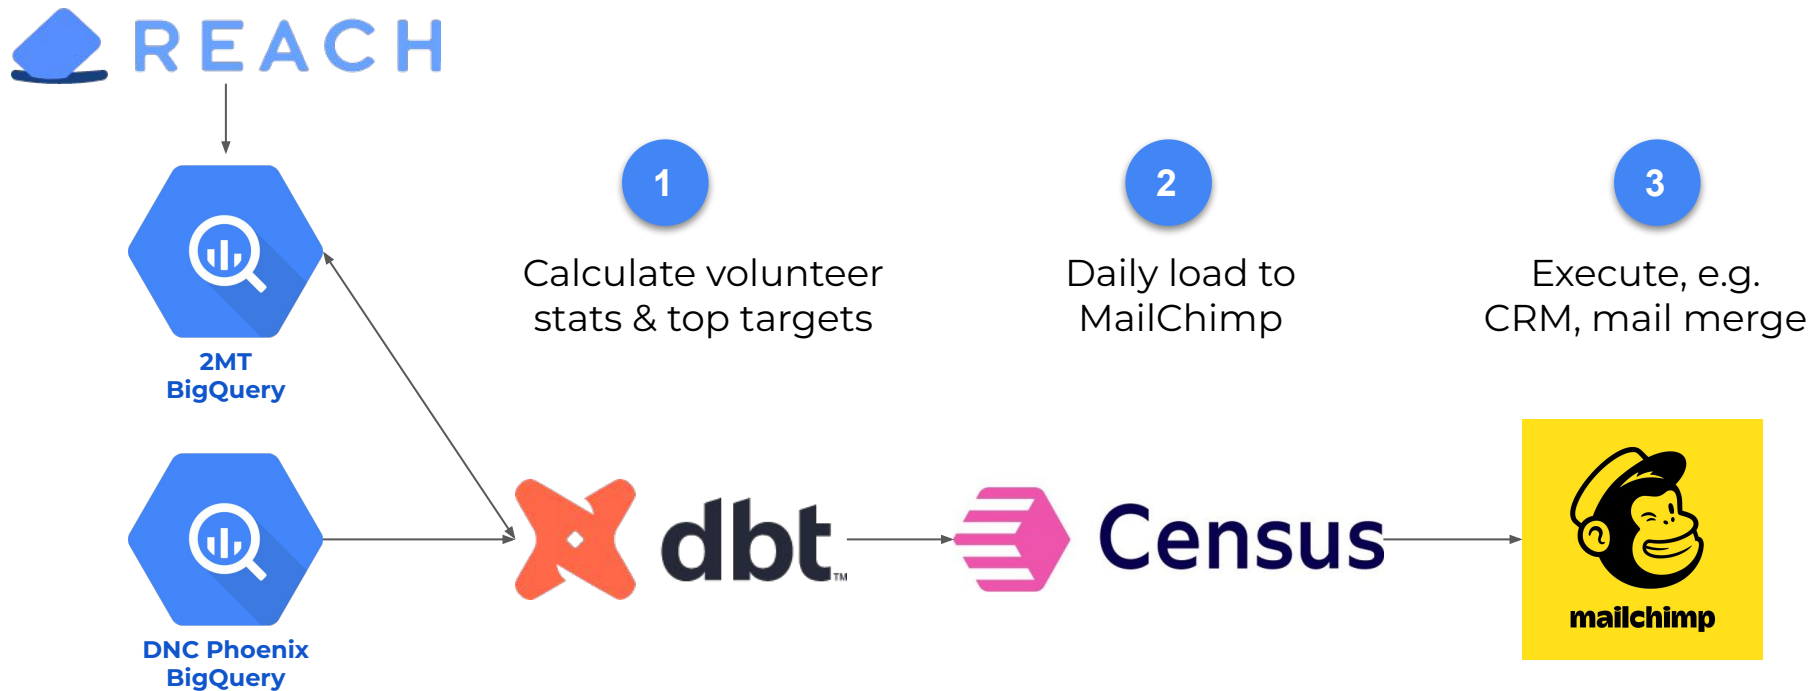 REACH
1
2
3
Calculate volunteer
stats & top targets
Daily load to
MailChimp
Execute, e.g.
CRM, mail merge
2MT
BigQuery
dbt™
Census
mailchimp
DNC Phoenix
BigQuery